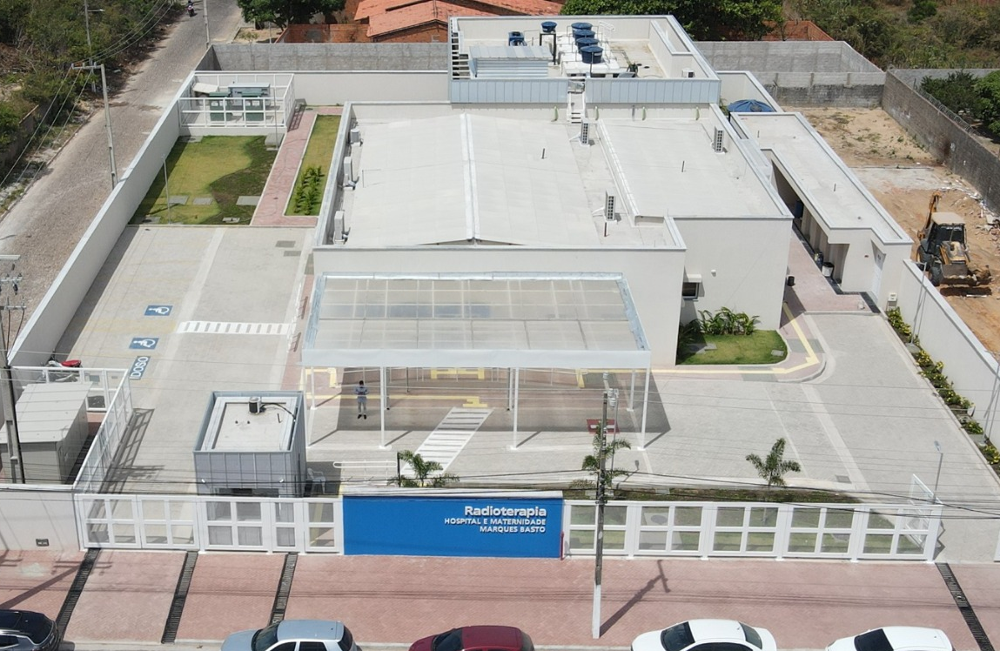 IDOSO
Radioterapia
HOSPITAL E MATERNIDADE
MARQUES BASTO